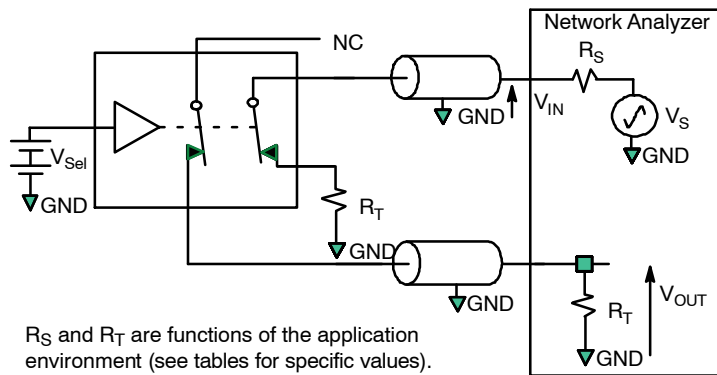 Network Analyzer
NC
R_S
GND
V_IN
V_S
GND
V_Sel
GND
R_T
GND
GND
R_T
V_OUT
GND
R_S and R_T are functions of the application
environment (see tables for specific values).